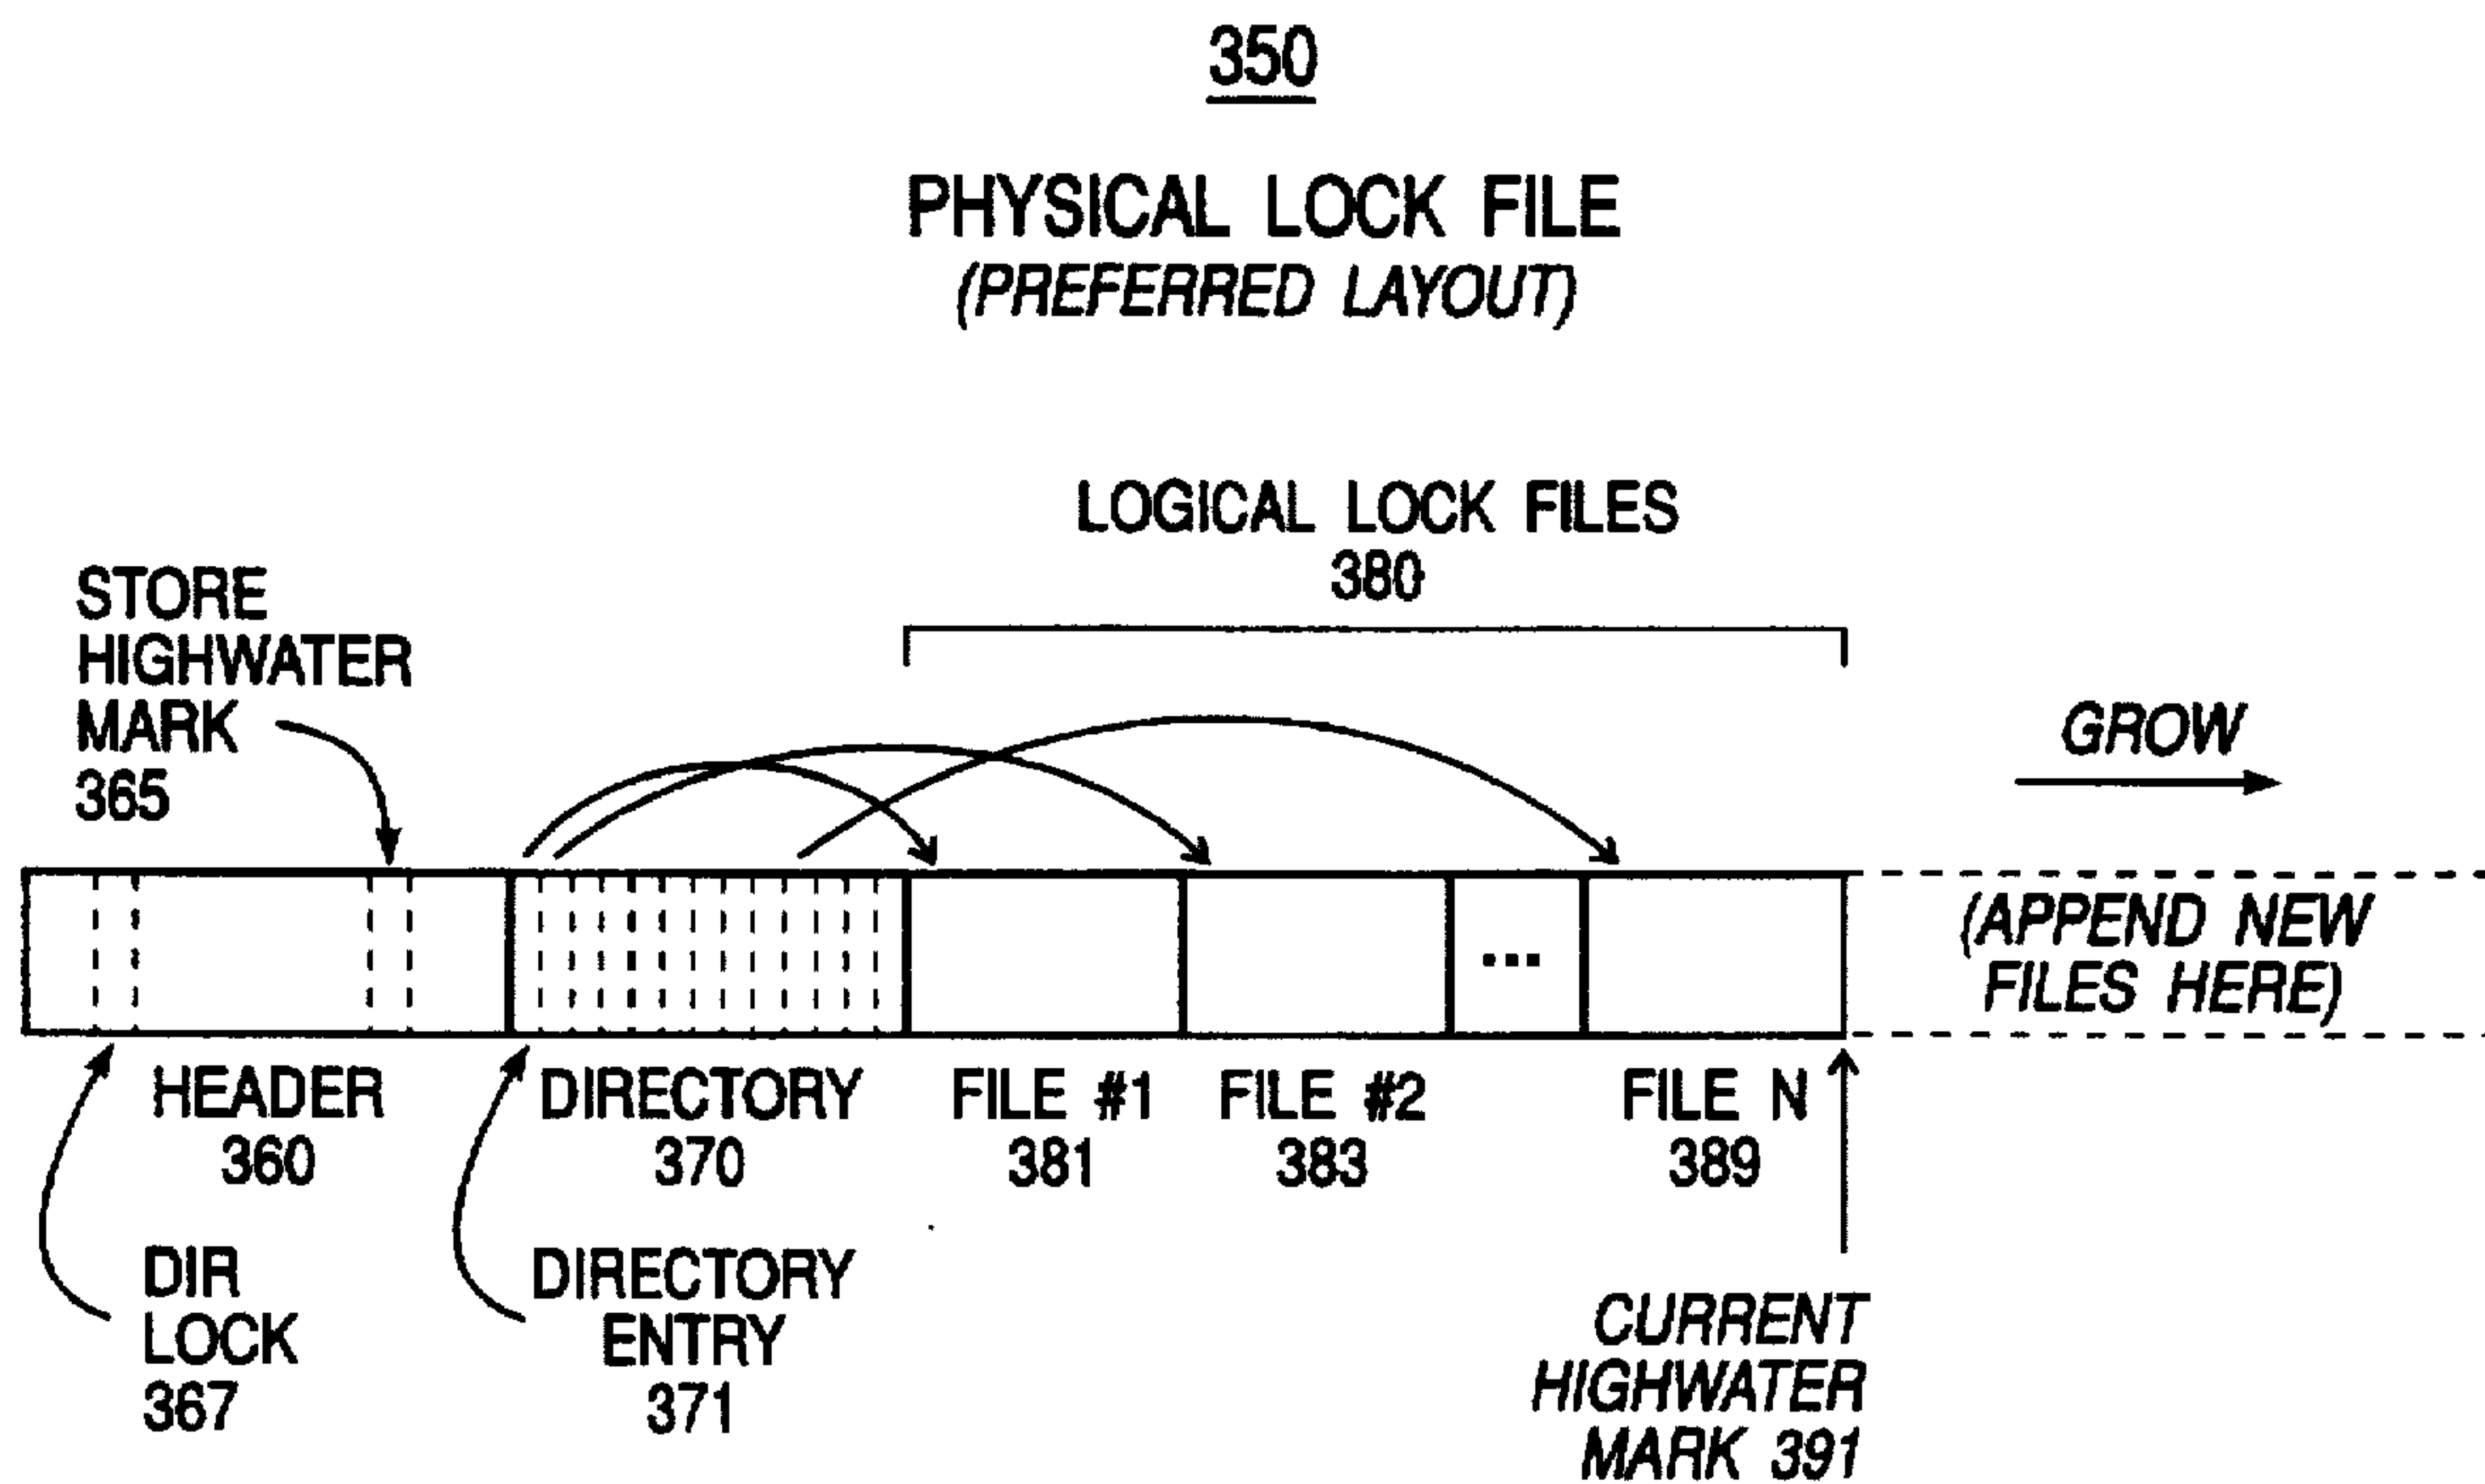 350
PHYSICAL LOCK FILE
(PREFERRED LAYOUT)
LOGICAL LOCK FILES
380
STORE
HIGHWATER
MARK
365
GROW
(APPEND NEW
FILES HERE)
...
HEADER
360
DIRECTORY
370
FILE #1
381
FILE #2
383
FILE N
389
DIR
LOCK
367
DIRECTORY
ENTRY
371
CURRENT
HIGHWATER
MARK 391